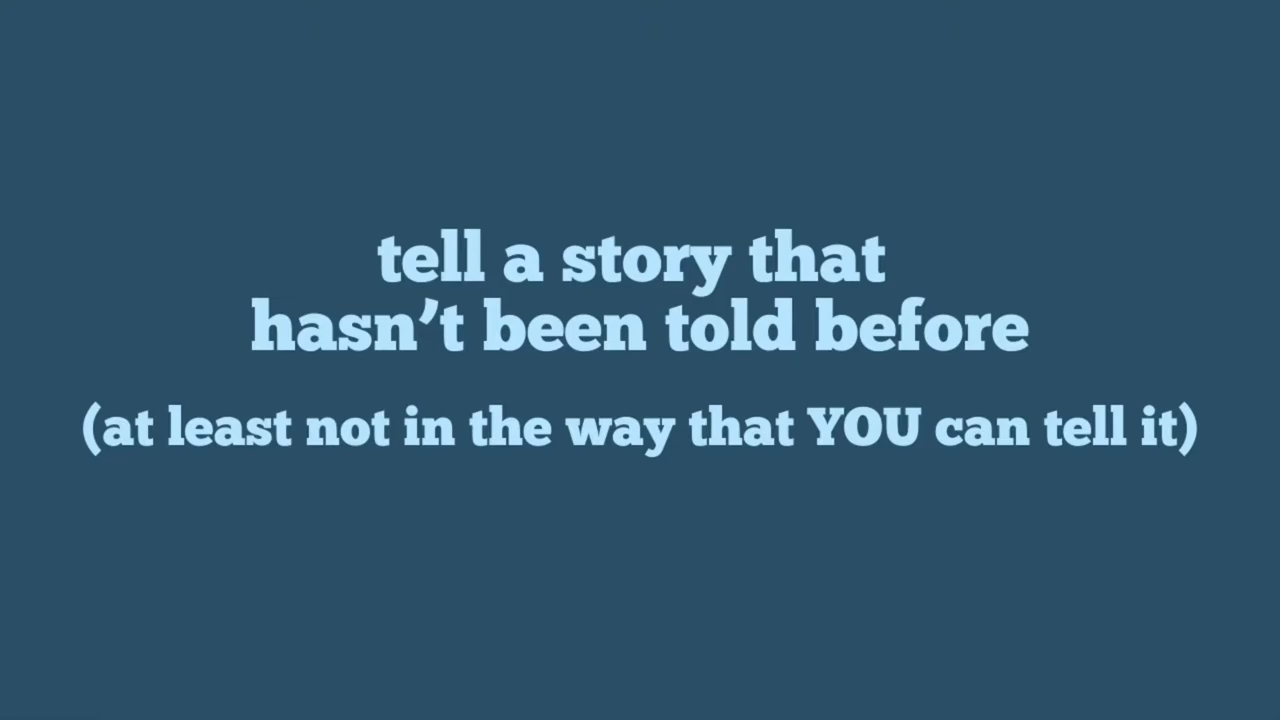 tell a story that
hasn’t been told before
(at least not in the way that YOU can tell it)